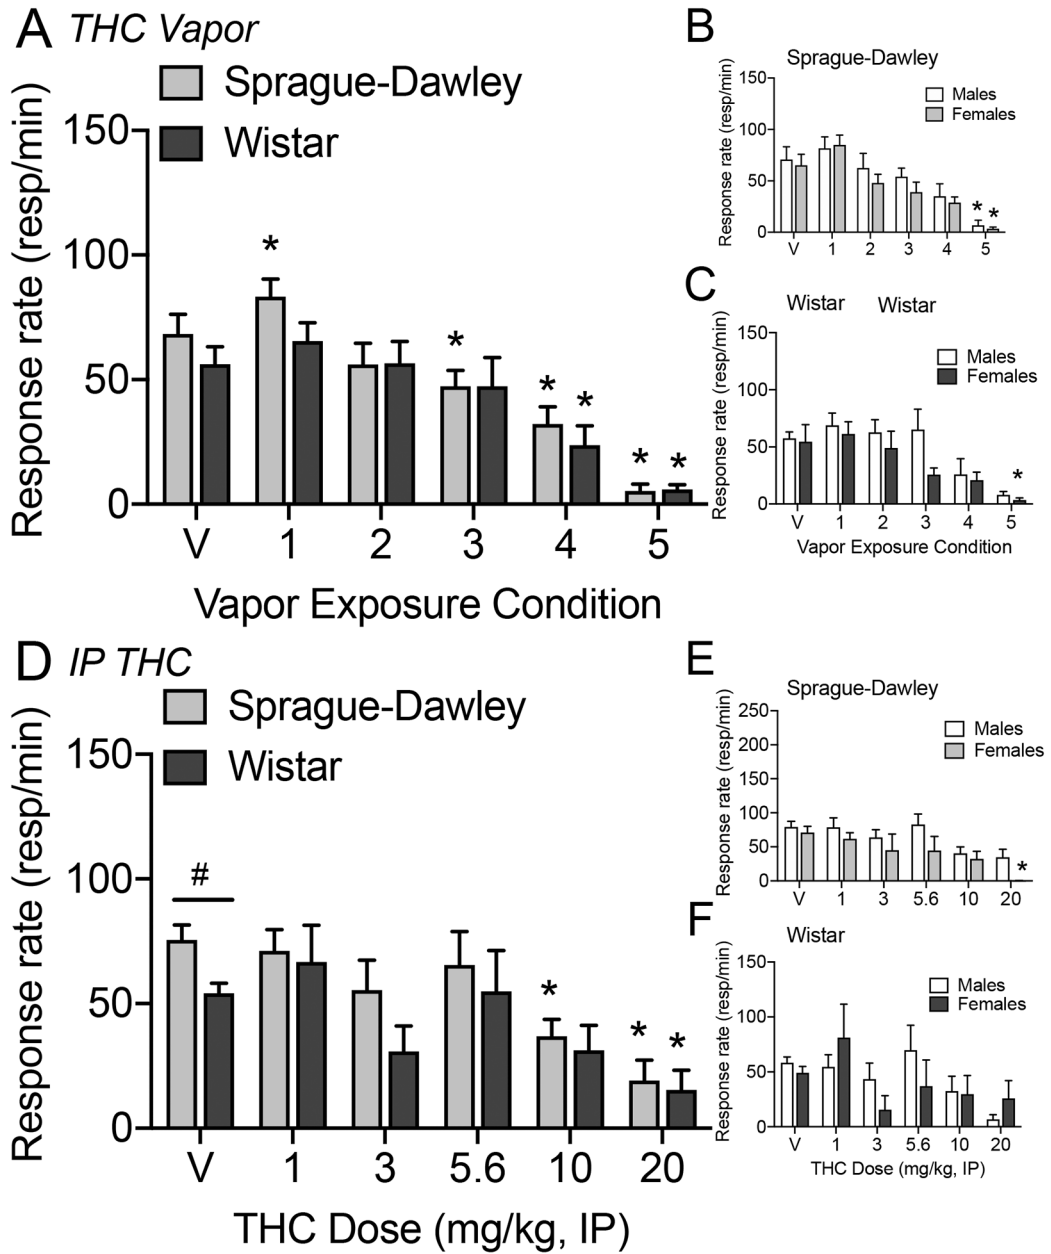 A THC Vapor
Sprague-Dawley
Wistar
Response rate (resp/min)
150
100
50
0
*
*
*
*
*
*
V 1 2 3 4 5
Vapor Exposure Condition
B
Sprague-Dawley
Males
Females
Response rate (resp/min)
150
100
50
0
* *
V 1 2 3 4 5
C
Wistar Wistar
Males
Females
Response rate (resp/min)
150
100
50
0
*
V 1 2 3 4 5
Vapor Exposure Condition
D IP THC
Sprague-Dawley
Wistar
Response rate (resp/min)
150
100
50
0
#
*
* *
V 1 3 5.6 10 20
THC Dose (mg/kg, IP)
E
Sprague-Dawley
Males
Females
Response rate (resp/min)
250
200
150
100
50
0
*
V 1 3 5.6 10 20
F
Wistar
Males
Females
Response rate (resp/min)
150
100
50
0
V 1 3 5.6 10 20
THC Dose (mg/kg, IP)